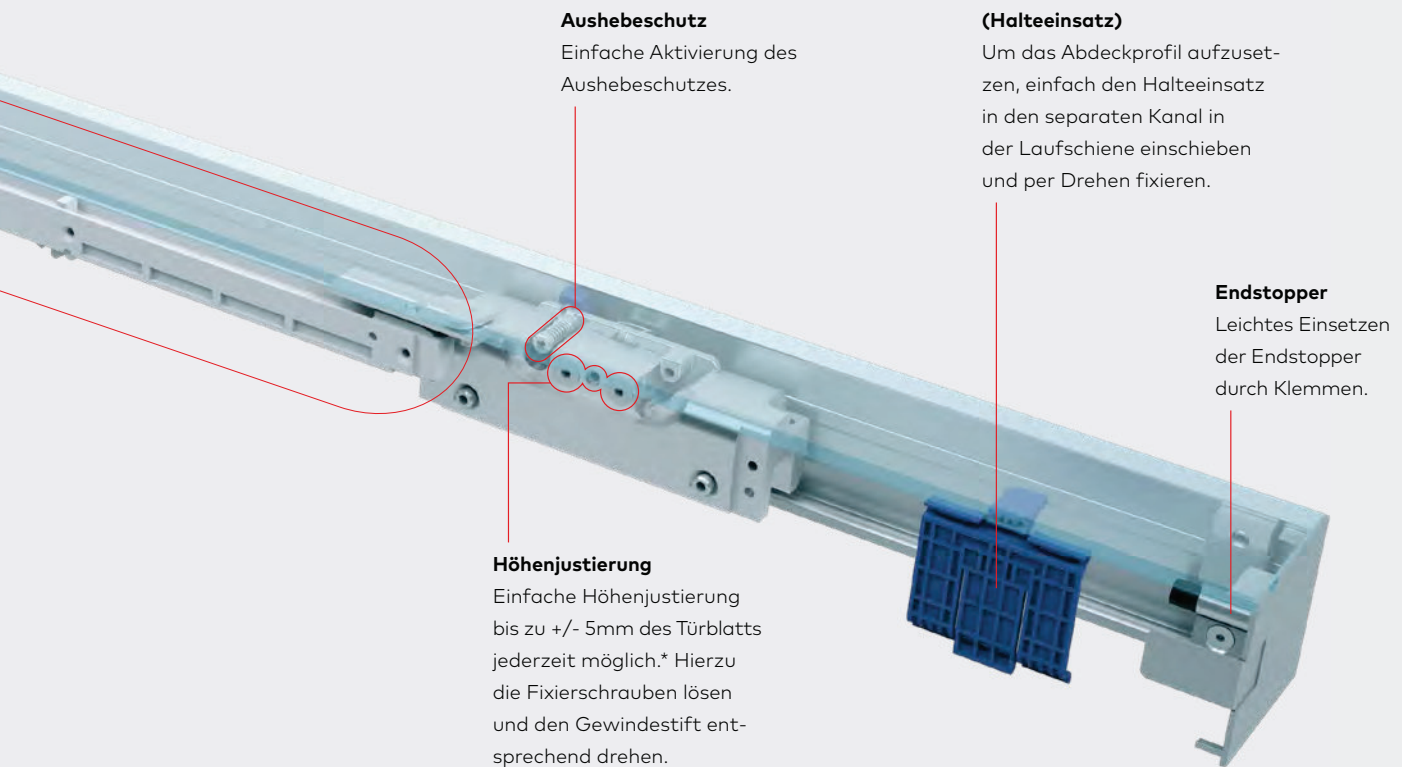 Aushebeschutz
Einfache Aktivierung des
Aushebeschutzes.
(Halteeinsatz)
Um das Abdeckprofil aufzuset-
zen, einfach den Halteeinsatz
in den separaten Kanal in
der Laufschiene einschieben
und per Drehen fixieren.
Endstopper
Leichtes Einsetzen
der Endstopper
durch Klemmen.
Höhenjustierung
Einfache Höhenjustierung
bis zu +/- 5mm des Türblatts
jederzeit möglich.* Hierzu
die Fixierschrauben lösen
und den Gewindestift ent-
sprechend drehen.